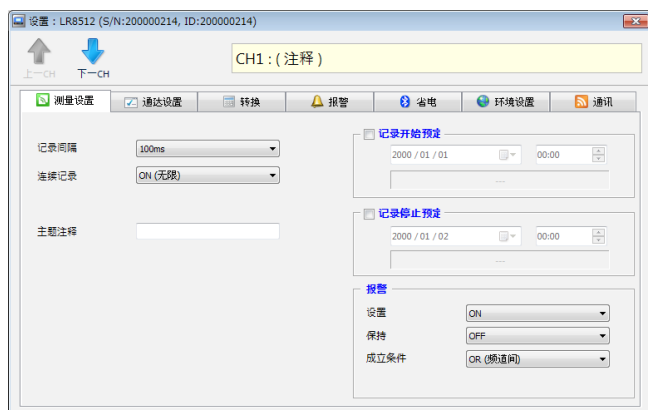 设置 : LR8512 (S/N:200000214, ID:200000214)
上一CH
下一CH
CH1 : ( 注释 )
测量设置
通达设置
转换
报警
省电
环境设置
通讯
记录间隔
100ms
连接记录
ON (无限)
主题注释
记录开始预定
2000 / 01 / 01
00:00
---
记录停止预定
2000 / 01 / 02
00:00
---
报警
设置
ON
保持
OFF
成立条件
OR (频道间)